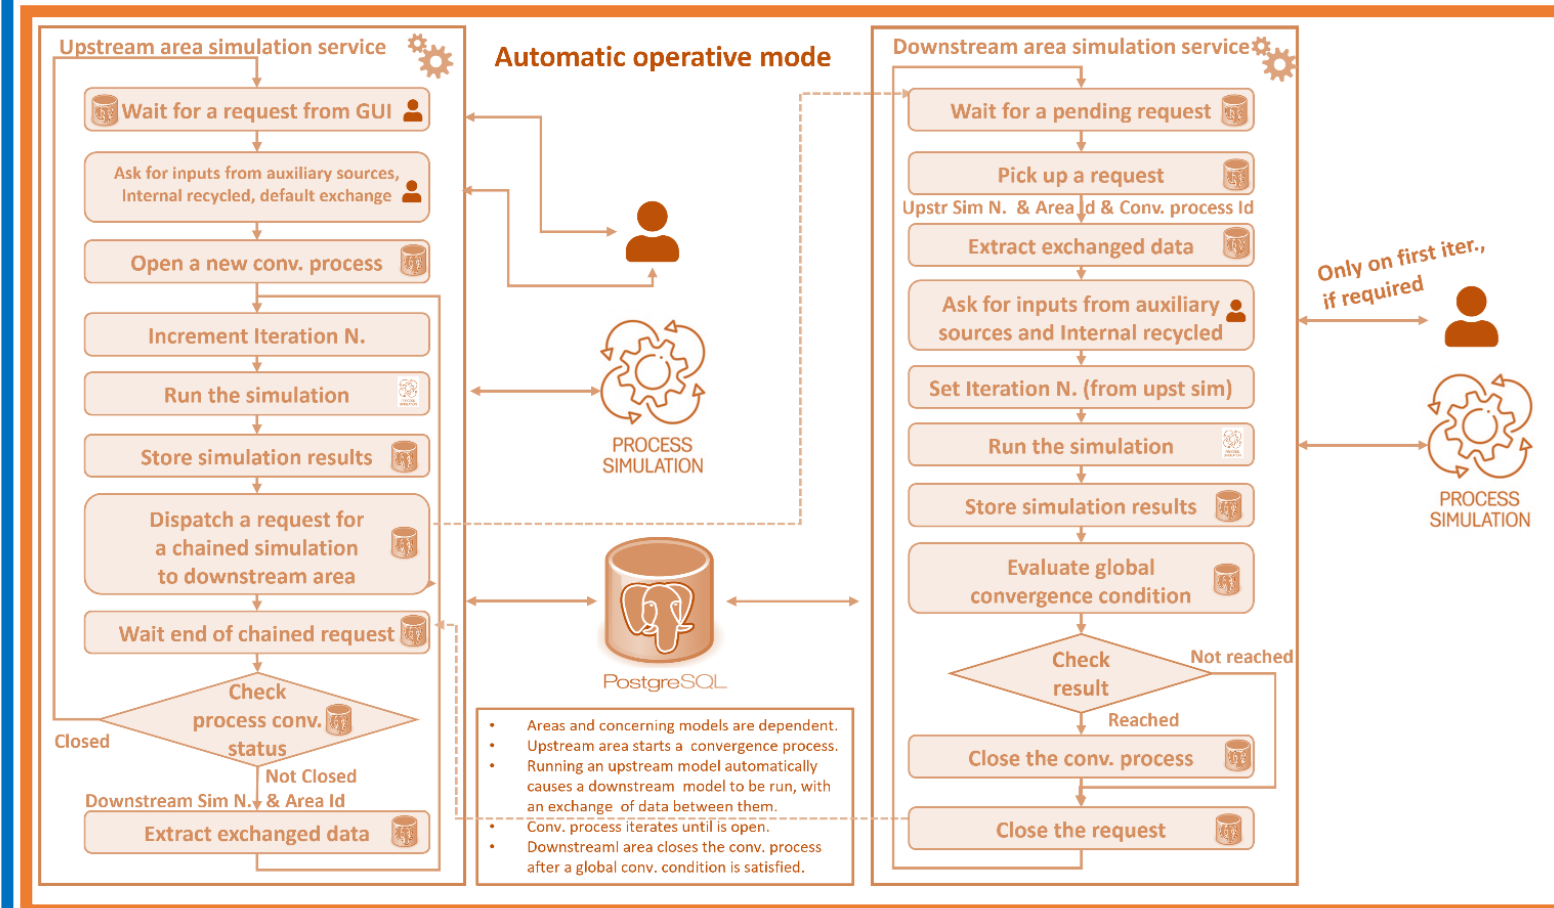 Upstream area simulation service
Wait for a request from GUI
Ask for inputs from auxiliary sources,
Internal recycled, default exchange
Open a new conv. process
Increment Iteration N.
Run the simulation
Store simulation results
Dispatch a request for
a chained simulation
to downstream area
Wait end of chained request
Check
process conv.
status
Closed
Not Closed
Downstream Sim N. & Area Id
Extract exchanged data
Automatic operative mode
PROCESS
SIMULATION
PostgreSQL
• Areas and concerning models are dependent.
• Upstream area starts a convergence process.
• Running an upstream model automatically
causes a downstream model to be run, with
an exchange of data between them.
• Conv. process iterates until is open.
• Downstreaml area closes the conv. process
after a global conv. condition is satisfied.
Downstream area simulation service
Wait for a pending request
Pick up a request
Upstr Sim N. & Area Id & Conv. process Id
Extract exchanged data
Ask for inputs from auxiliary
sources and Internal recycled
Set Iteration N. (from upst sim)
Run the simulation
Store simulation results
Evaluate global
convergence condition
Check
result
Not reached
Reached
Close the conv. process
Close the request
Only on first iter.,
if required
PROCESS
SIMULATION